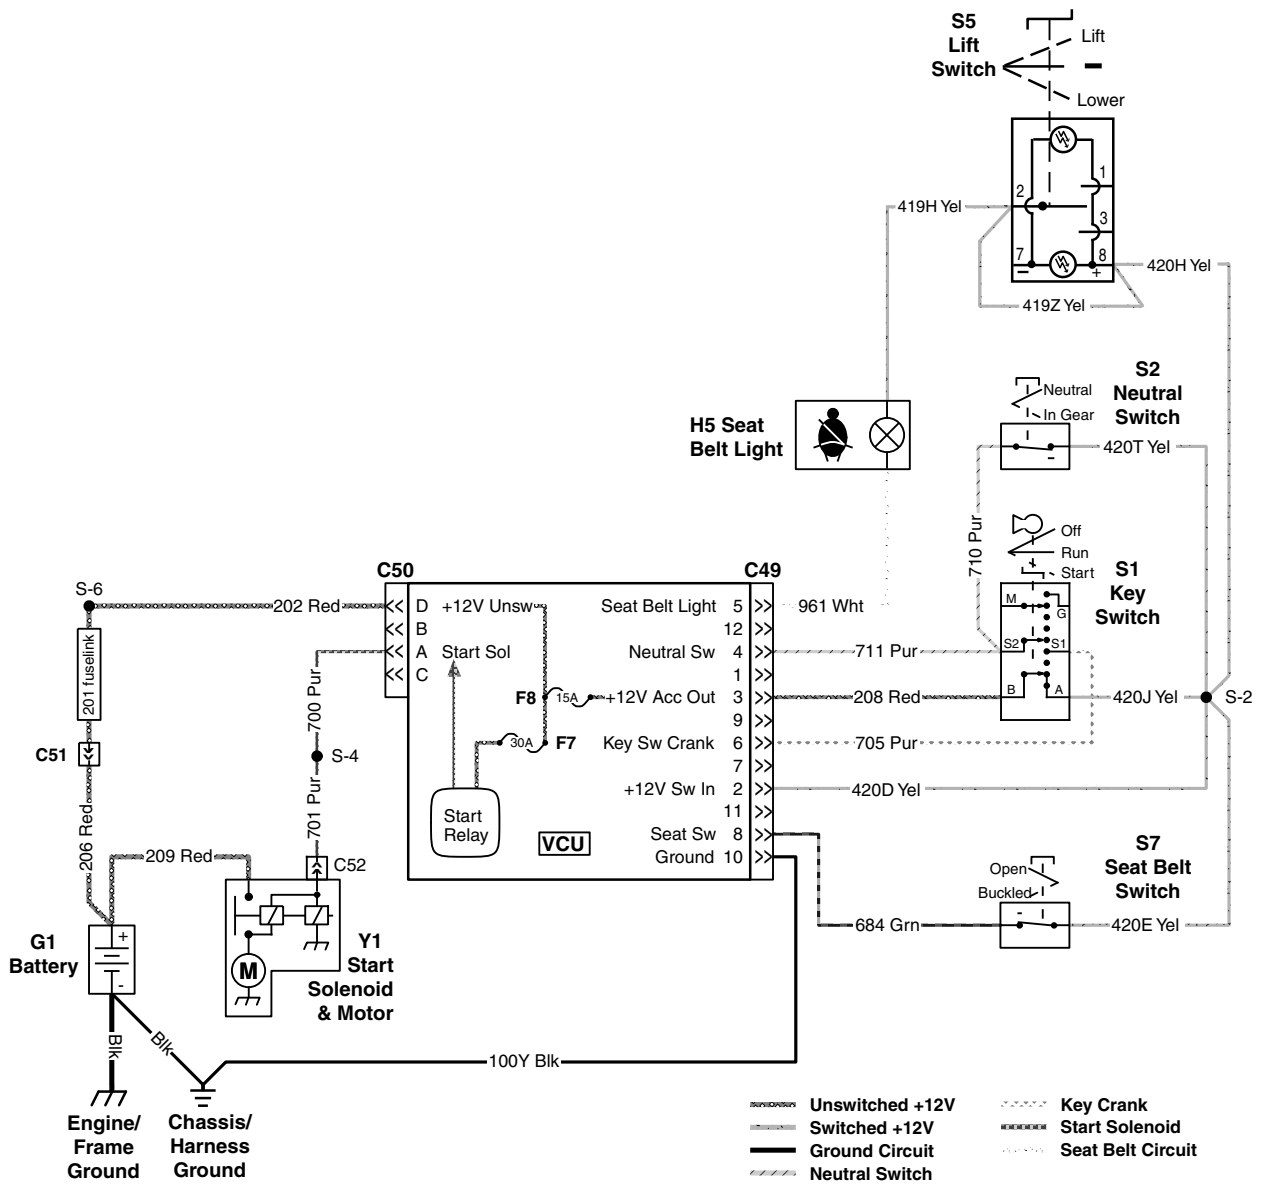 S5
Lift
Switch
Lift
Lower
1
2
3
7
8
−
+
419H Yel
420H Yel
419Z Yel
S2
Neutral
Switch
Neutral
In Gear
-
420T Yel
H5 Seat
Belt Light
710 Pur
Off
Run
Start
S1
Key
Switch
M
G
S2
S1
B
A
C50
C49
S-6
202 Red
D
+12V Unsw
Seat Belt Light
5
961 Wht
B
12
A
Start Sol
Neutral Sw
4
711 Pur
C
1
201 fuselink
700 Pur
F8
15A
+12V Acc Out
3
208 Red
420J Yel
S-2
9
C51
S-4
30A
F7
Key Sw Crank
6
705 Pur
7
+12V Sw In
2
420D Yel
11
206 Red
701 Pur
Start
Relay
VCU
Seat Sw
8
Ground
10
209 Red
C52
S7
Seat Belt
Switch
Open
Buckled
-
684 Grn
420E Yel
G1
Battery
+
-
M
Y1
Start
Solenoid
& Motor
Blk
Blk
100Y Blk
Engine/
Frame
Ground
Chassis/
Harness
Ground
Unswitched +12V
Switched +12V
Ground Circuit
Neutral Switch
Key Crank
Start Solenoid
Seat Belt Circuit